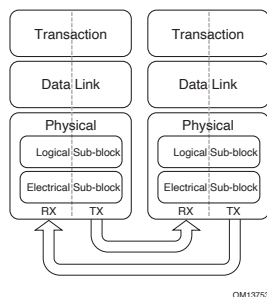 Transaction
Transaction
Data Link
Data Link
Physical
Physical
Logical Sub-block
Logical Sub-block
Electrical Sub-block
Electrical Sub-block
RX TX
RX TX